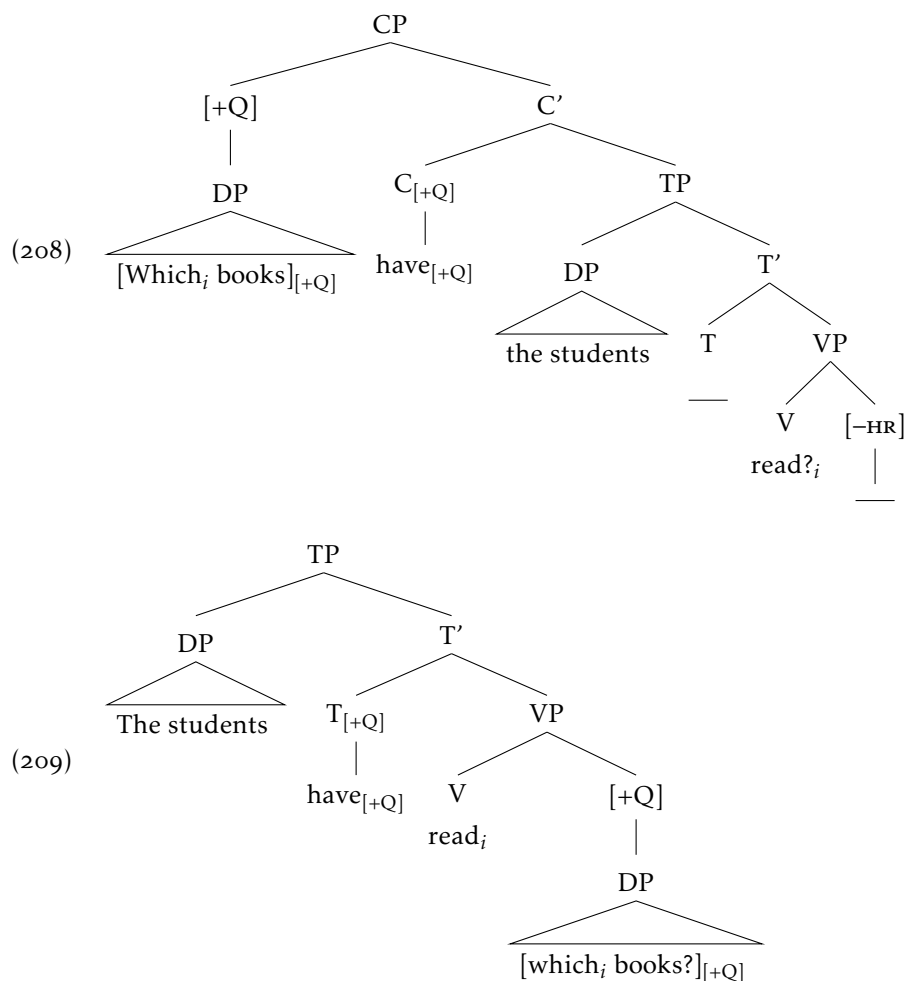 CP
[+Q] C'
DP C[+Q] TP
(208)
[Which_i books][+Q] have[+Q] DP T'
the students T VP
V [–HR]
read?_i
TP
DP T'
The students T[+Q] VP
(209)
have[+Q] V [+Q]
read_i
DP
[which_i books?][+Q]